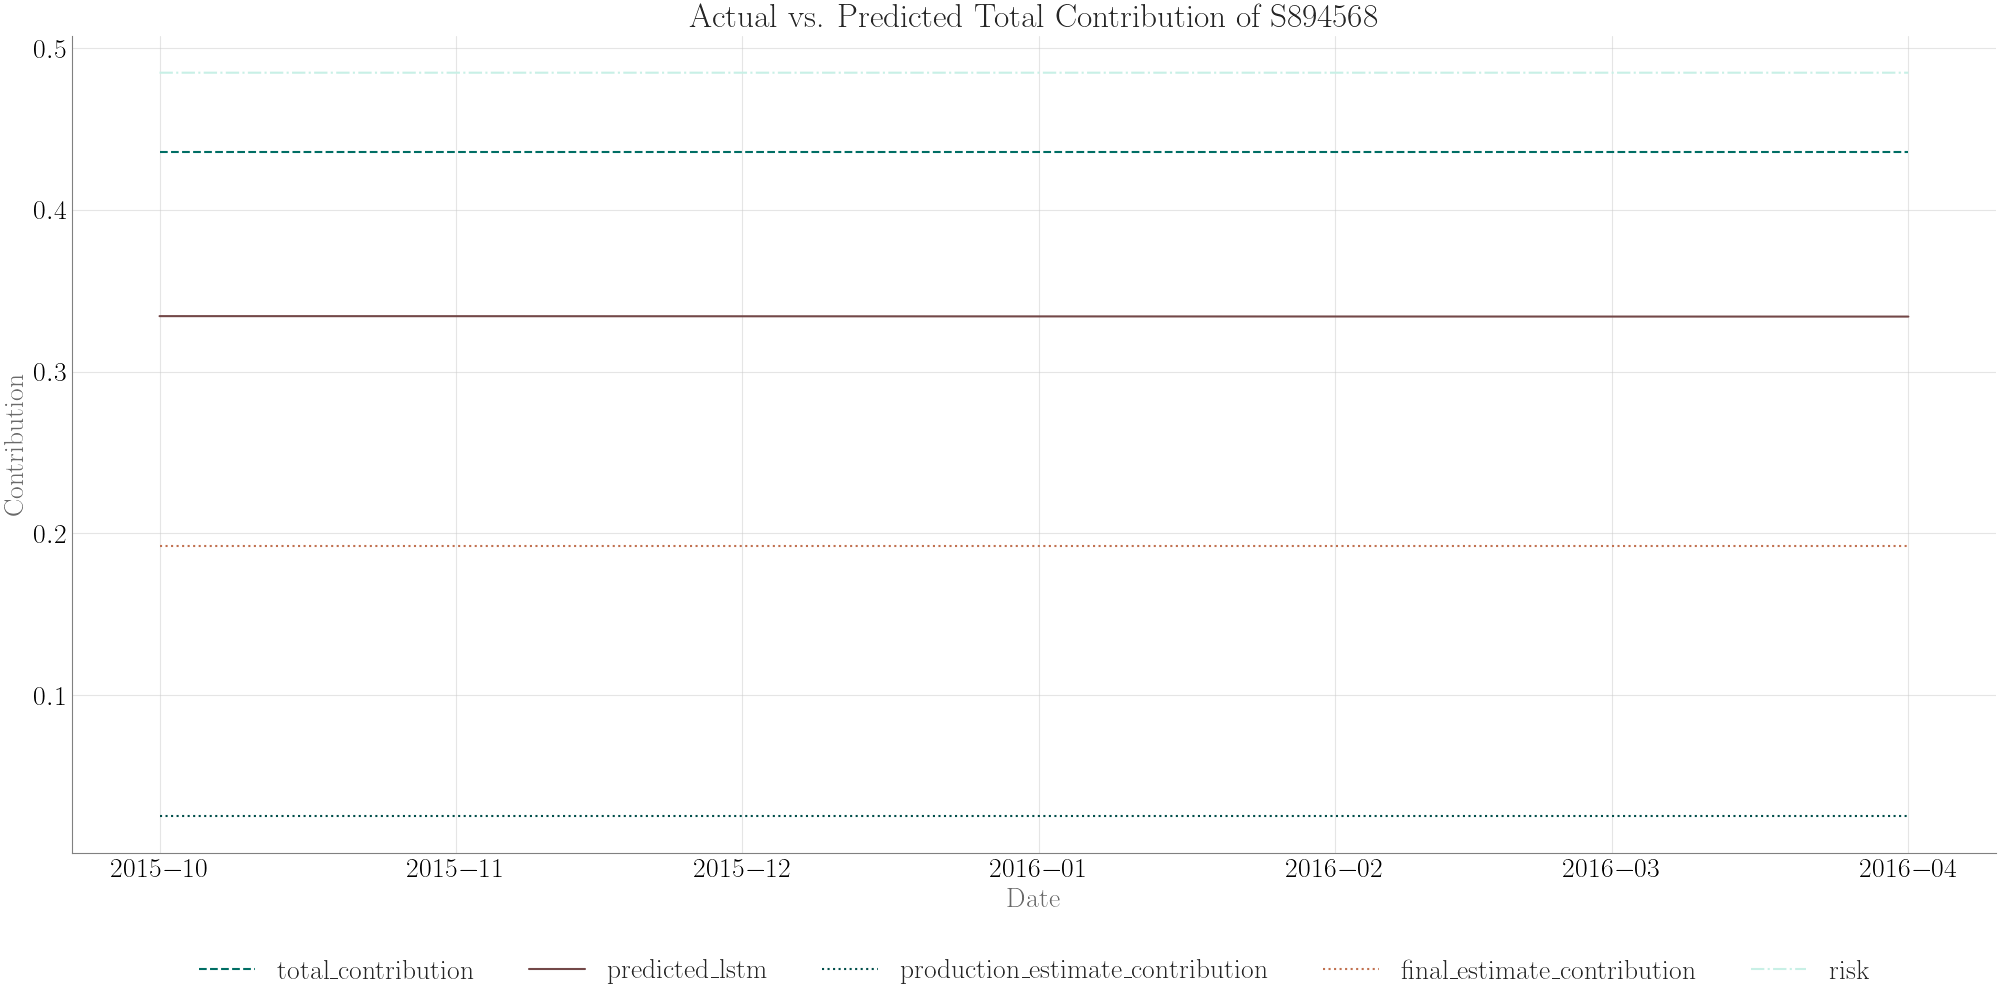 Actual vs. Predicted Total Contribution of S894568
0.5
0.4
0.3
0.2
0.1
Contribution
2015–10 2015–11 2015–12 2016–01 2016–02 2016–03 2016–04
Date
total_contribution predicted_lstm production_estimate_contribution final_estimate_contribution risk